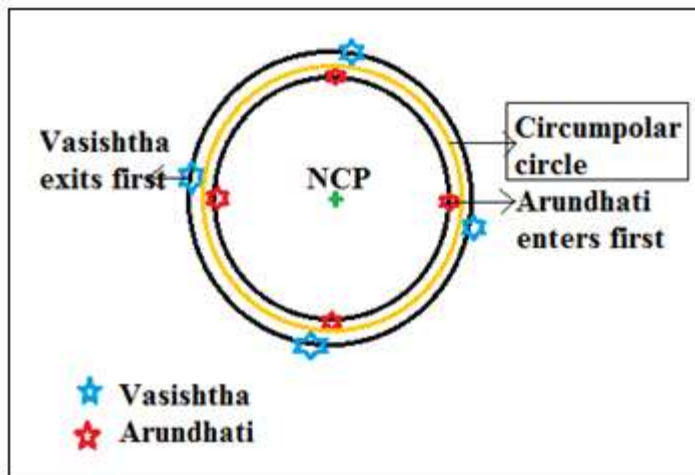 Vasishtha
exits first
NCP
Circumpolar
circle
Arundhati
enters first
Vasishtha
Arundhati